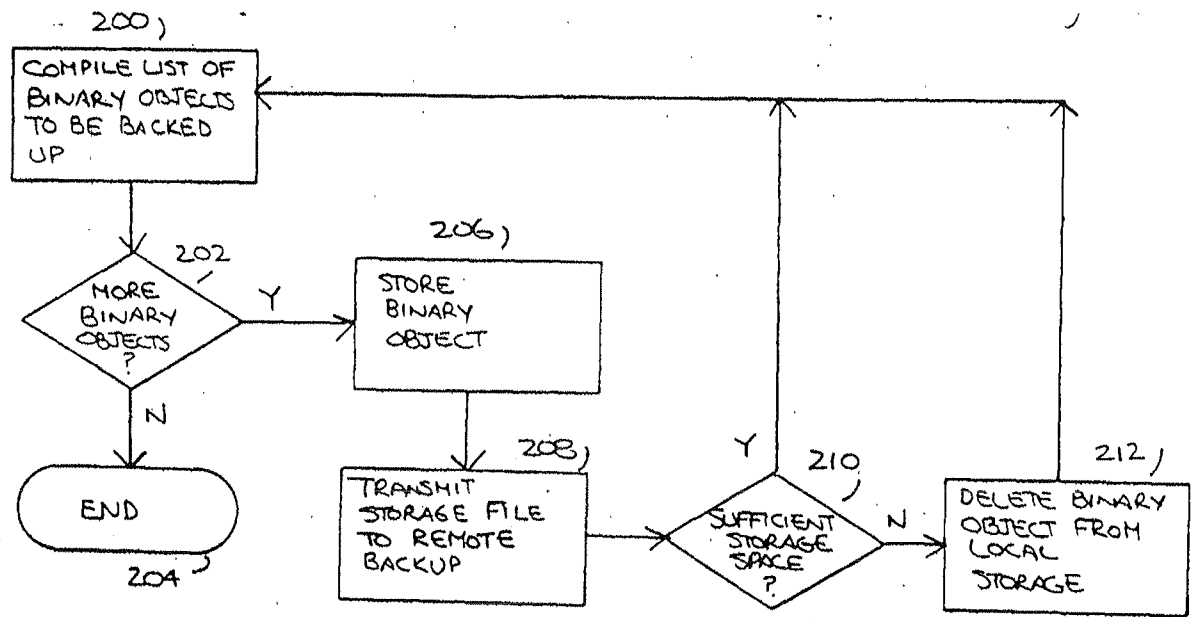 200
COMPILE LIST OF
BINARY OBJECTS
TO BE BACKED
UP
202
MORE
BINARY
OBJECTS
?
Y
N
END
204
206
STORE
BINARY
OBJECT
208
TRANSMIT
STORAGE FILE
TO REMOTE
BACKUP
210
SUFFICIENT
STORAGE
SPACE
?
Y
N
212
DELETE BINARY
OBJECT FROM
LOCAL
STORAGE